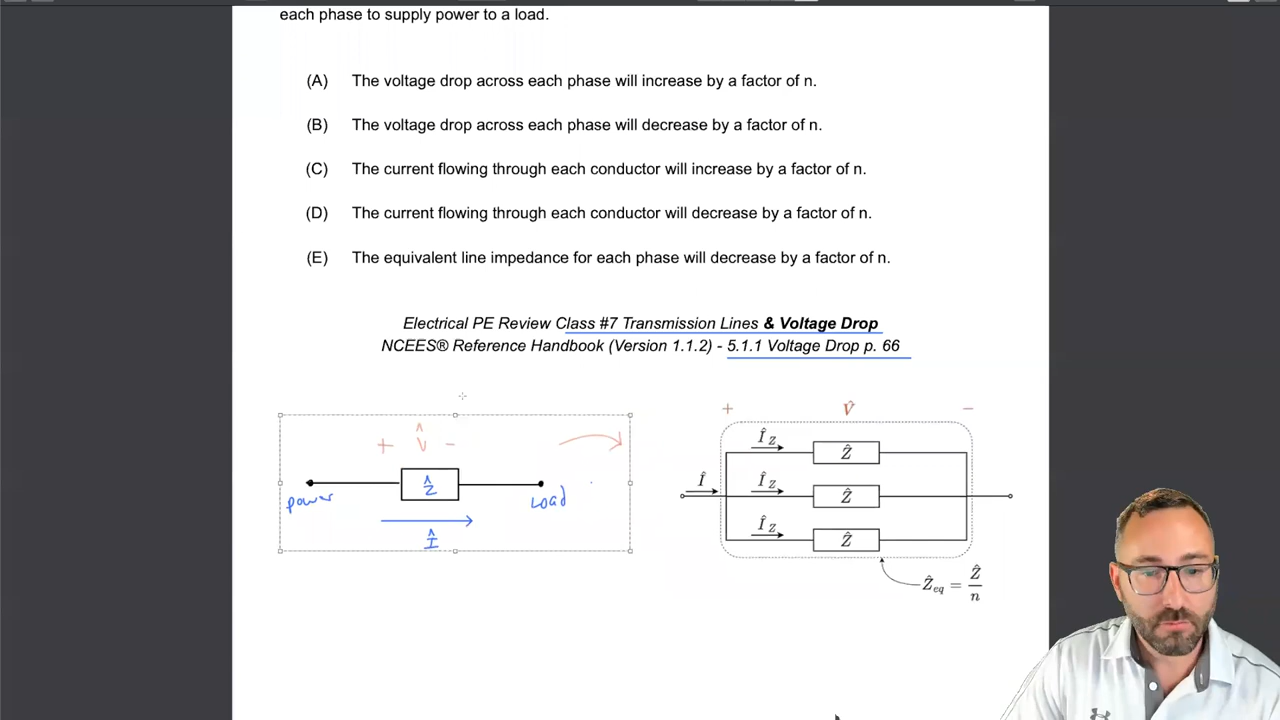 each phase to supply power to a load.
(A) The voltage drop across each phase will increase by a factor of n.
(B) The voltage drop across each phase will decrease by a factor of n.
(C) The current flowing through each conductor will increase by a factor of n.
(D) The current flowing through each conductor will decrease by a factor of n.
(E) The equivalent line impedance for each phase will decrease by a factor of n.
Electrical PE Review Class #7 Transmission Lines & Voltage Drop
NCEES® Reference Handbook (Version 1.1.2) - 5.1.1 Voltage Drop p. 66
+ V̂ -
Ẑ
power
Load
Î
+ V̂ −
Î
Î_Z
Ẑ
Î_Z
Ẑ
Î_Z
Ẑ
Ẑ_eq = Ẑ/n